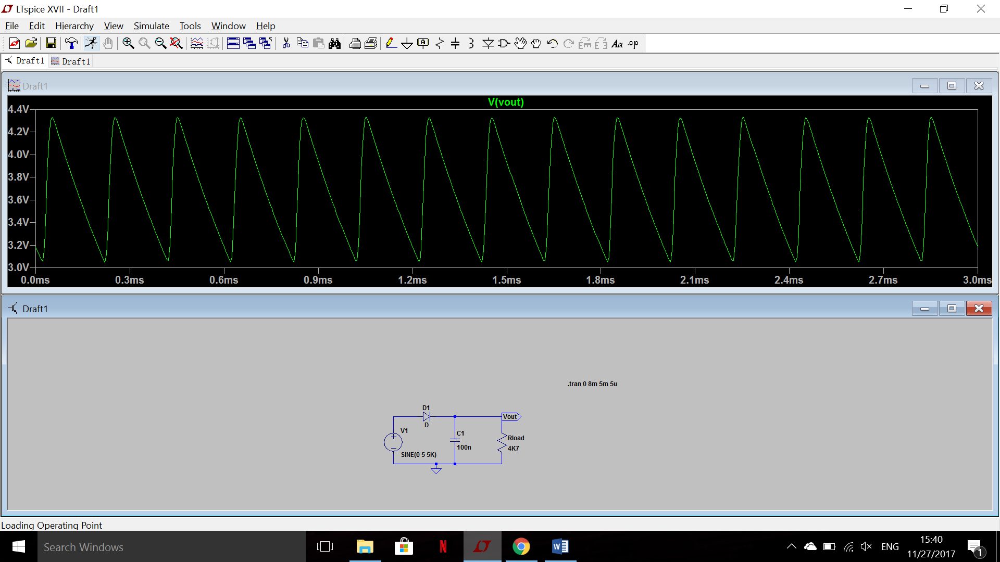 LTspice XVII - Draft1
File Edit Hierarchy View Simulate Tools Window Help
Aa .op
Draft1 Draft1
Draft1
V(vout)
4.4V
4.2V
4.0V
3.8V
3.6V
3.4V
3.2V
3.0V
0.0ms 0.3ms 0.6ms 0.9ms 1.2ms 1.5ms 1.8ms 2.1ms 2.4ms 2.7ms 3.0ms
Draft1
.tran 0 8m 5m 5u
D1
D
Vout
V1
C1
100n
Rload
4K7
SINE(0 5 5K)
Loading Operating Point
Search Windows
ENG
15:40
11/27/2017
1